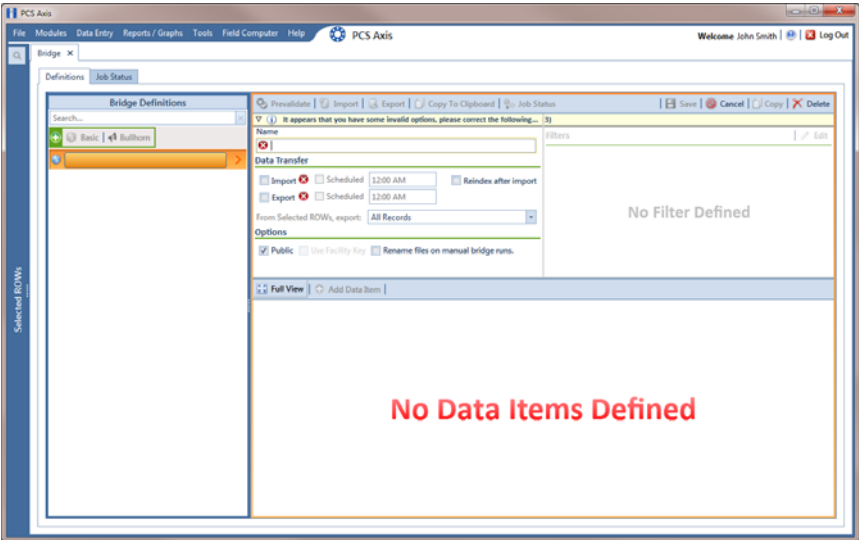 PCS Axis
File Modules Data Entry Reports / Graphs Tools Field Computer Help PCS Axis Welcome John Smith Log Out
Bridge ×
Definitions Job Status
Bridge Definitions
Search...
Basic Bullhorn
Prevalidate Import Export Copy To Clipboard Job Status Save Cancel Copy Delete
It appears that you have some invalid options, please correct the following... 3)
Name
Filters Edit
Data Transfer
Import Scheduled 12:00 AM Reindex after import
Export Scheduled 12:00 AM
From Selected ROWs, export: All Records
No Filter Defined
Options
Public Use Facility Key Rename files on manual bridge runs.
Full View Add Data Item
No Data Items Defined
Selected ROWs